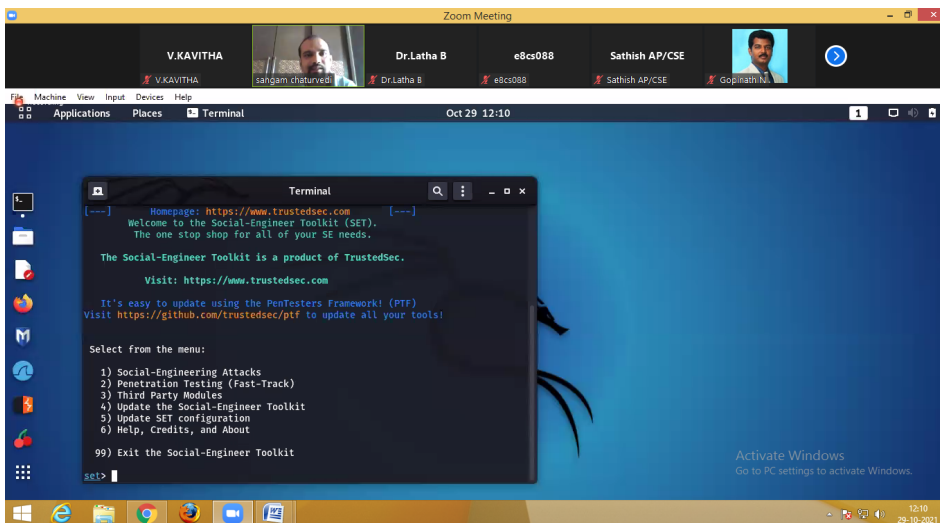 Zoom Meeting
V.KAVITHA
Dr.Latha B
e8cs088
Sathish AP/CSE
V.KAVITHA
sangam chaturvedi
Dr.Latha B
e8cs088
Sathish AP/CSE
Gopinath N
File Machine View Input Devices Help
Applications Places Terminal Oct 29 12:10 1
Terminal
[---] Homepage: https://www.trustedsec.com [---]
Welcome to the Social-Engineer Toolkit (SET).
The one stop shop for all of your SE needs.
The Social-Engineer Toolkit is a product of TrustedSec.
Visit: https://www.trustedsec.com
It's easy to update using the PenTesters Framework! (PTF)
Visit https://github.com/trustedsec/ptf to update all your tools!
Select from the menu:
1) Social-Engineering Attacks
2) Penetration Testing (Fast-Track)
3) Third Party Modules
4) Update the Social-Engineer Toolkit
5) Update SET configuration
6) Help, Credits, and About
99) Exit the Social-Engineer Toolkit
set>
Activate Windows
Go to PC settings to activate Windows.
12:10
29-10-2021